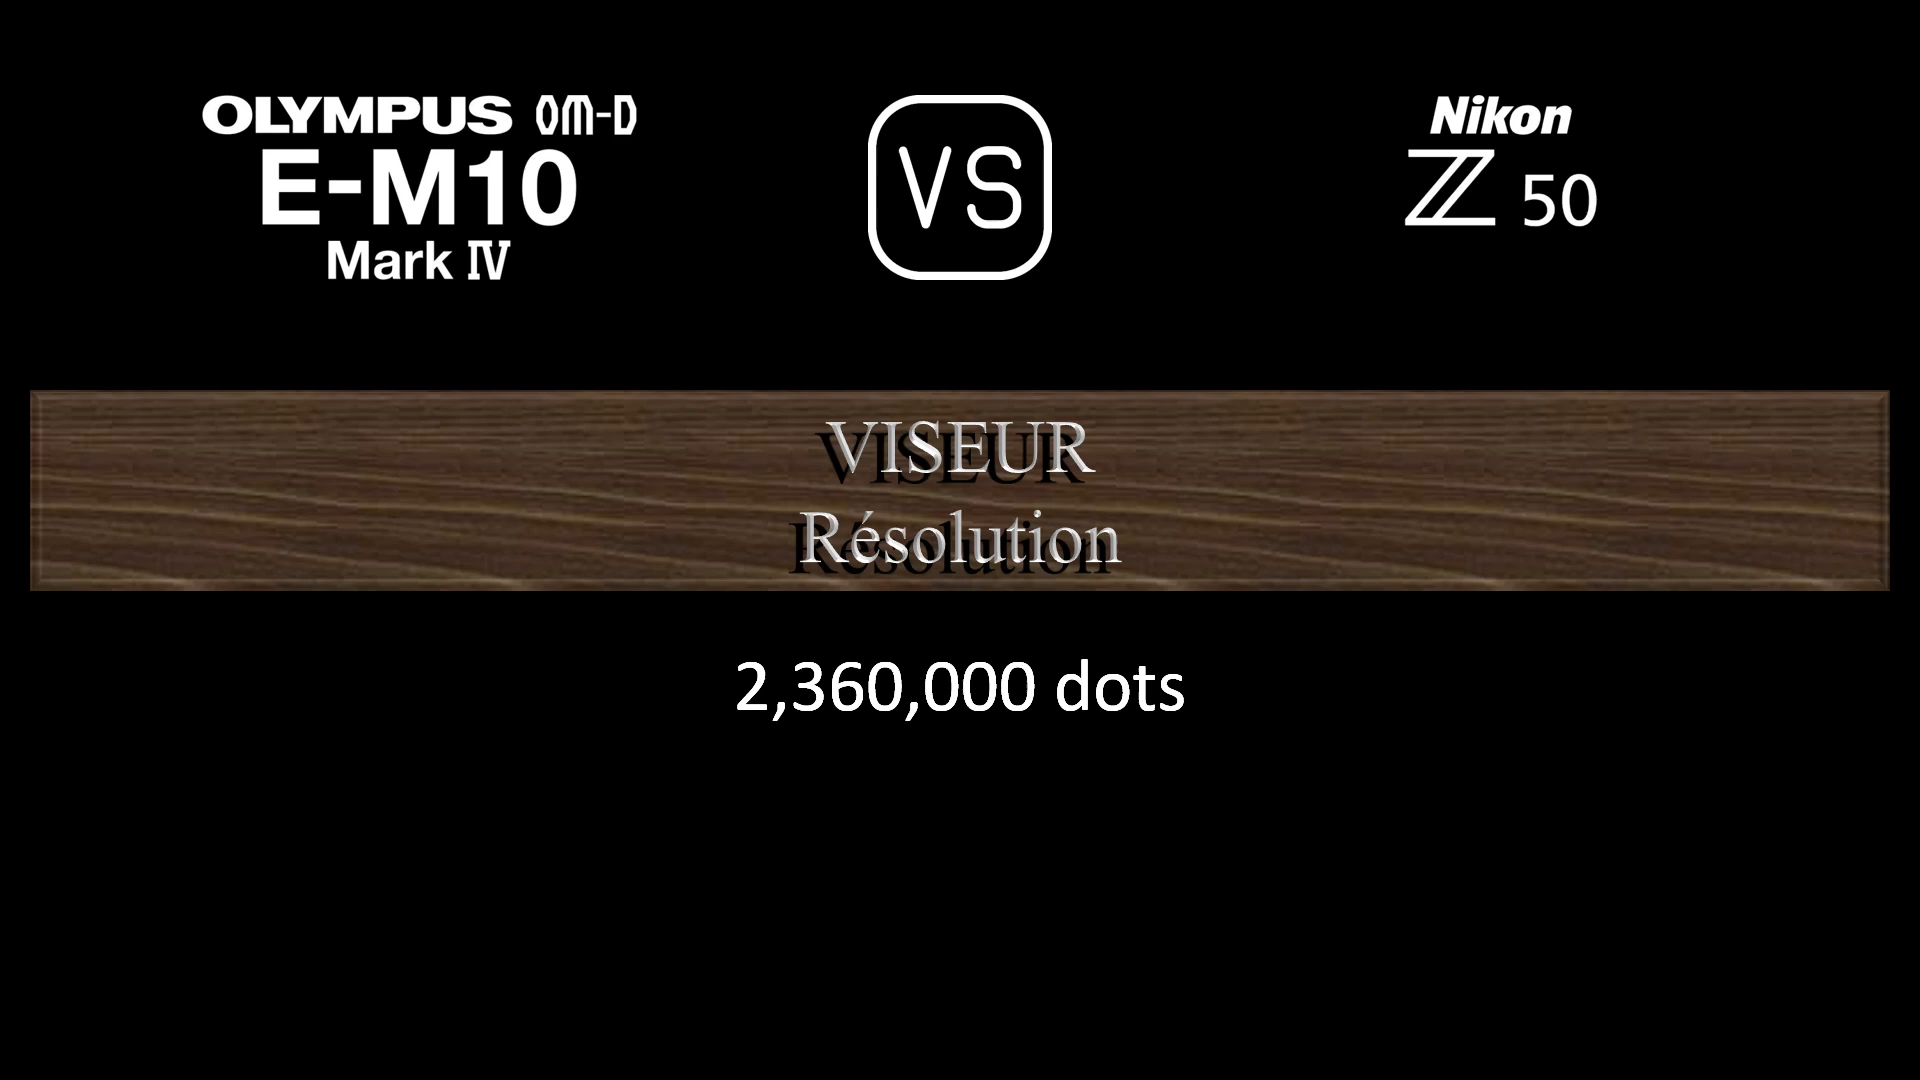 OLYMPUS OM-D
E-M10
Mark IV
VS
Nikon
Z 50
VISEUR
Résolution
2,360,000 dots